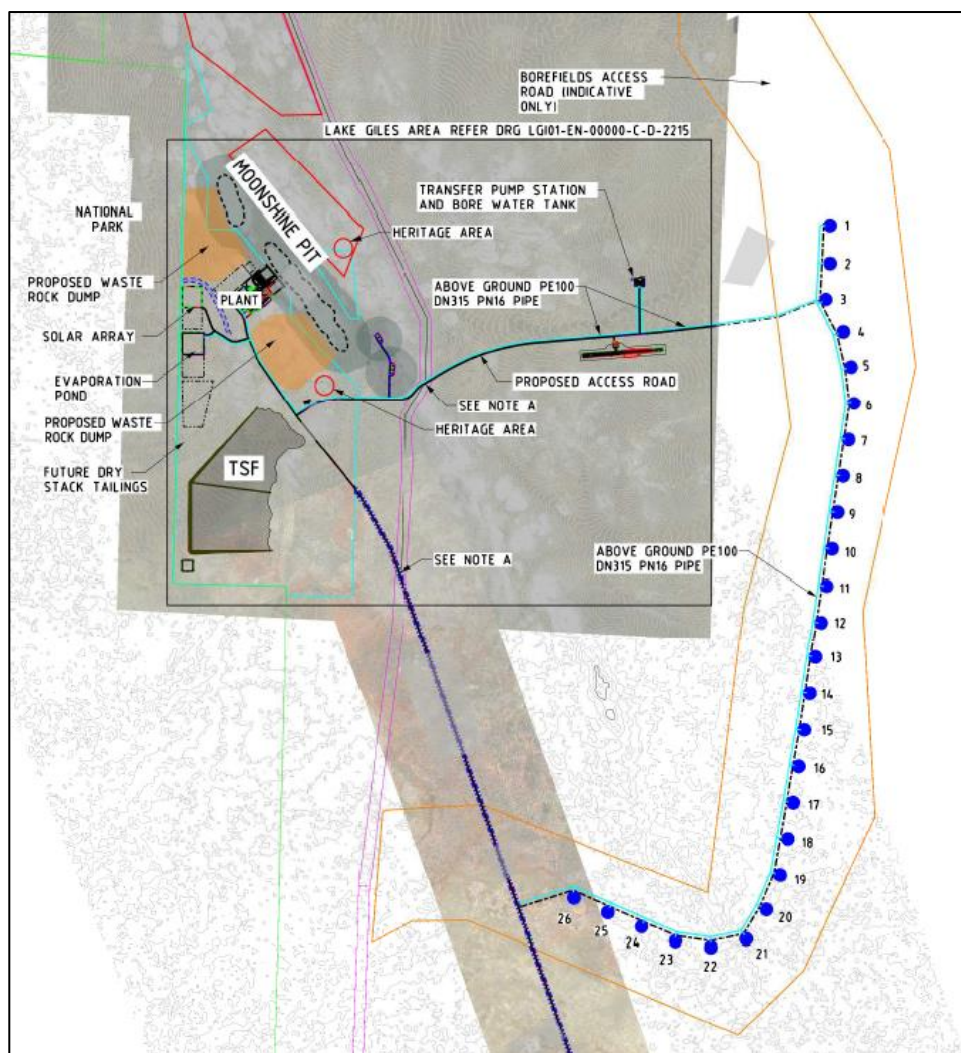 BOREFIELDS ACCESS
ROAD (INDICATIVE
ONLY)
LAKE GILES AREA REFER DRG LGI01-EN-00000-C-D-2215
MOONSHINE PIT
TRANSFER PUMP STATION
AND BORE WATER TANK
NATIONAL
PARK
HERITAGE AREA
PROPOSED WASTE
ROCK DUMP
ABOVE GROUND PE100
DN315 PN16 PIPE
PLANT
SOLAR ARRAY
EVAPORATION
POND
PROPOSED ACCESS ROAD
SEE NOTE A
PROPOSED WASTE
ROCK DUMP
HERITAGE AREA
FUTURE DRY
STACK TAILINGS
TSF
SEE NOTE A
ABOVE GROUND PE100
DN315 PN16 PIPE
1
2
3
4
5
6
7
8
9
10
11
12
13
14
15
16
17
18
19
20
21
22
23
24
25
26